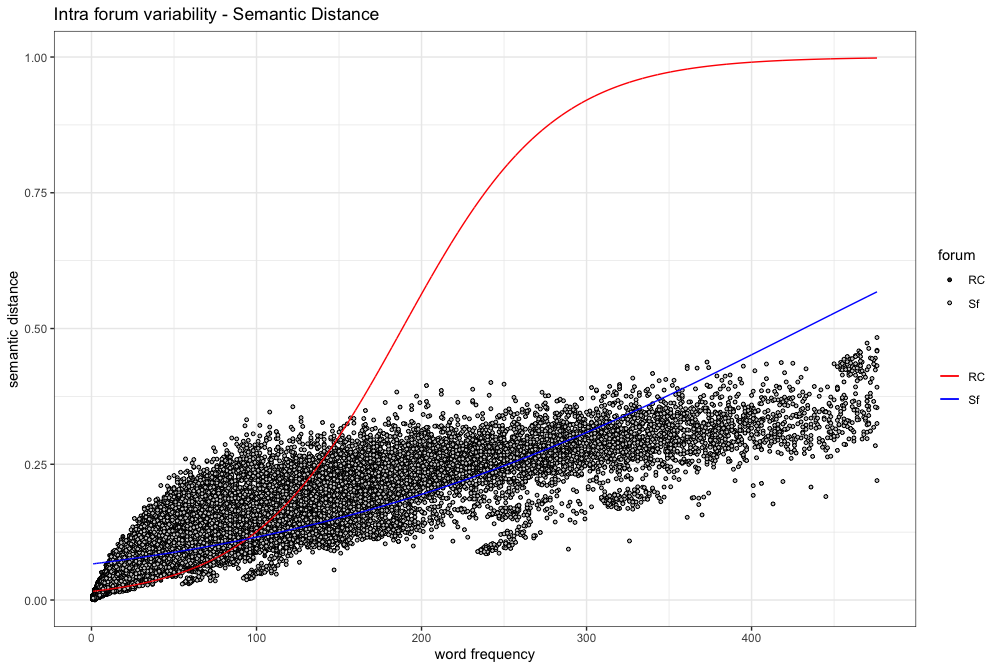 Intra forum variability - Semantic Distance
1.00
0.75
0.50
0.25
0.00
semantic distance
0
100
200
300
400
word frequency
forum
RC
Sf
RC
Sf